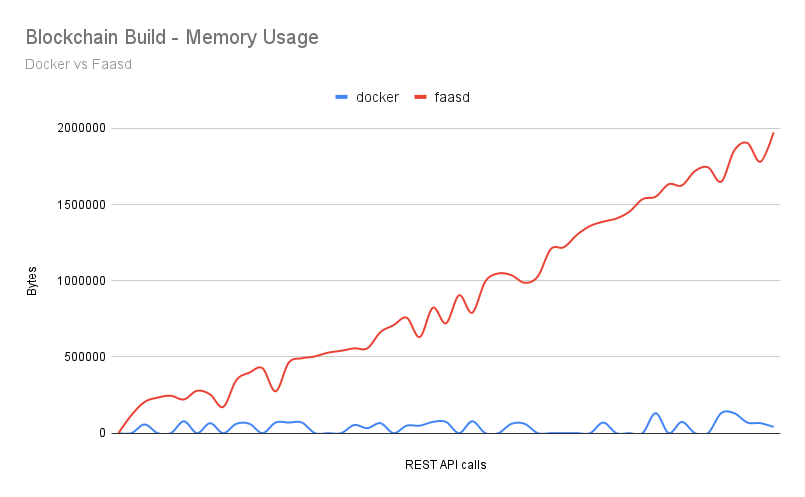 Blockchain Build - Memory Usage
Docker vs Faasd
docker faasd
2000000
1500000
1000000
500000
0
Bytes
REST API calls